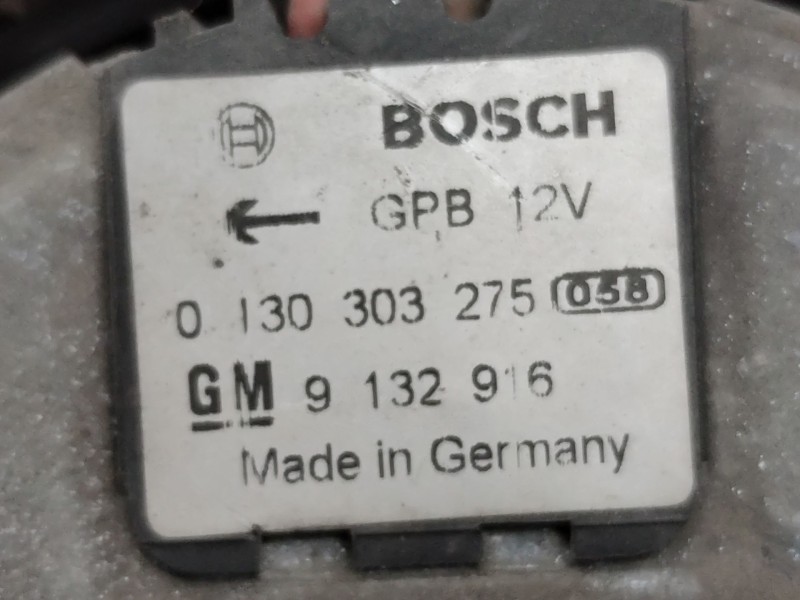 BOSCH
← GPB 12V
0 130 303 275 058
GM 9 132 916
Made in Germany